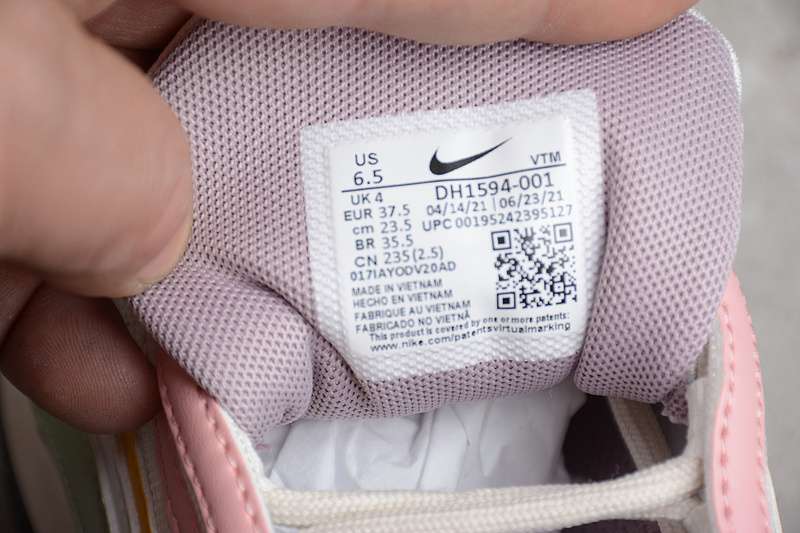 US VTM
6.5
UK 4 DH1594-001
EUR 37.5 04/14/21 | 06/23/21
cm 23.5 UPC 00195242395127
BR 35.5
CN 235 (2.5)
017IAYODV20AD
MADE IN VIETNAM
HECHO EN VIETNAM
FABRIQUE AU VIETNAM
FABRICADO NO VIETNÃ
This product is covered by one or more patents:
www.nike.com/patentsvirtualmarking